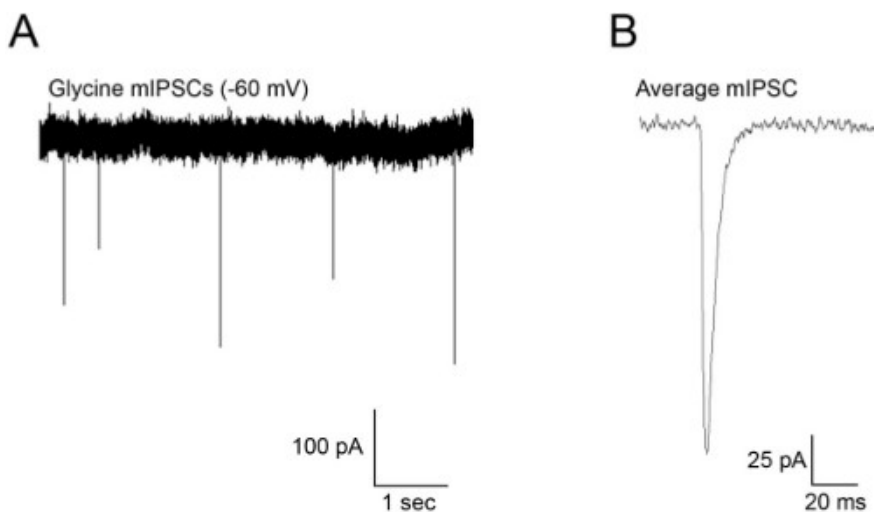 A
Glycine mIPSCs (-60 mV)
100 pA
1 sec
B
Average mIPSC
25 pA
20 ms